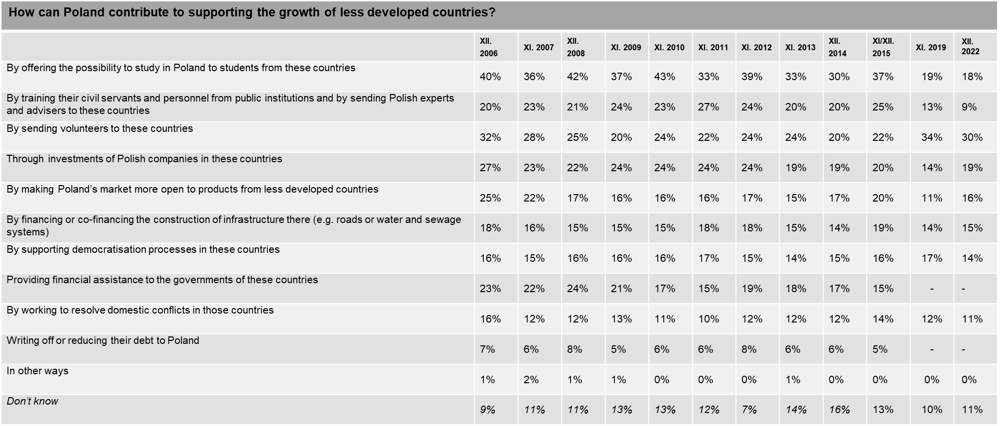 How can Poland contribute to supporting the growth of less developed countries?
XII. 2006 XI. 2007 XII. 2008 XI. 2009 XI. 2010 XI. 2011 XI. 2012 XI. 2013 XII. 2014 XI/XII. 2015 XI. 2019 XII. 2022
By offering the possibility to study in Poland to students from these countries
40% 36% 42% 37% 43% 33% 39% 33% 30% 37% 19% 18%
By training their civil servants and personnel from public institutions and by sending Polish experts
and advisers to these countries
20% 23% 21% 24% 23% 27% 24% 20% 20% 25% 13% 9%
By sending volunteers to these countries
32% 28% 25% 20% 24% 22% 24% 24% 20% 22% 34% 30%
Through investments of Polish companies in these countries
27% 23% 22% 24% 24% 24% 24% 19% 19% 20% 14% 19%
By making Poland’s market more open to products from less developed countries
25% 22% 17% 16% 16% 16% 17% 15% 17% 20% 11% 16%
By financing or co-financing the construction of infrastructure there (e.g. roads or water and sewage
systems)
18% 16% 15% 15% 15% 18% 18% 15% 14% 19% 14% 15%
By supporting democratisation processes in these countries
16% 15% 16% 16% 16% 17% 15% 14% 15% 16% 17% 14%
Providing financial assistance to the governments of these countries
23% 22% 24% 21% 17% 15% 19% 18% 17% 15% - -
By working to resolve domestic conflicts in those countries
16% 12% 12% 13% 11% 10% 12% 12% 12% 14% 12% 11%
Writing off or reducing their debt to Poland
7% 6% 8% 5% 6% 6% 8% 6% 6% 5% - -
In other ways
1% 2% 1% 1% 0% 0% 0% 1% 0% 0% 0% 0%
Don’t know
9% 11% 11% 13% 13% 12% 7% 14% 16% 13% 10% 11%